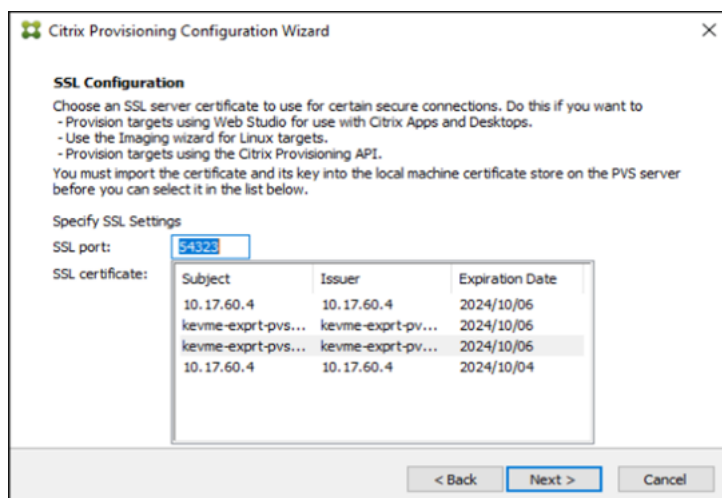 Citrix Provisioning Configuration Wizard
SSL Configuration
Choose an SSL server certificate to use for certain secure connections. Do this if you want to
- Provision targets using Web Studio for use with Citrix Apps and Desktops.
- Use the Imaging wizard for Linux targets.
- Provision targets using the Citrix Provisioning API.
You must import the certificate and its key into the local machine certificate store on the PVS server
before you can select it in the list below.
Specify SSL Settings
SSL port: 54323
SSL certificate: Subject Issuer Expiration Date
10.17.60.4 10.17.60.4 2024/10/06
kevme-exprt-pvs... kevme-exprt-pv... 2024/10/06
kevme-exprt-pvs... kevme-exprt-pv... 2024/10/06
10.17.60.4 10.17.60.4 2024/10/04
< Back Next > Cancel